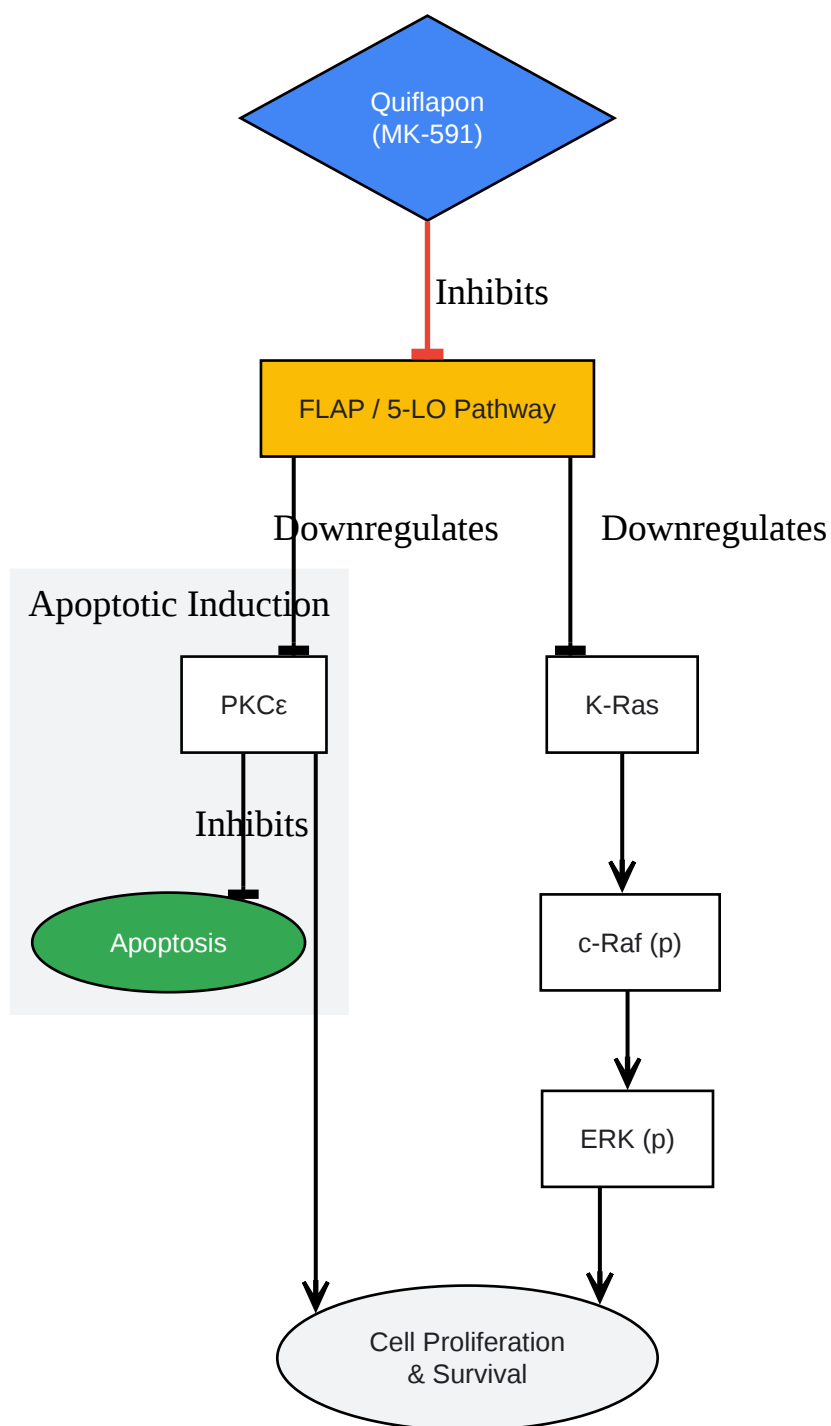 Quiflapon
(MK-591)
Inhibits
FLAP / 5-LO Pathway
Downregulates
Downregulates
Apoptotic Induction
PKCε
K-Ras
Inhibits
Apoptosis
c-Raf (p)
ERK (p)
Cell Proliferation
& Survival